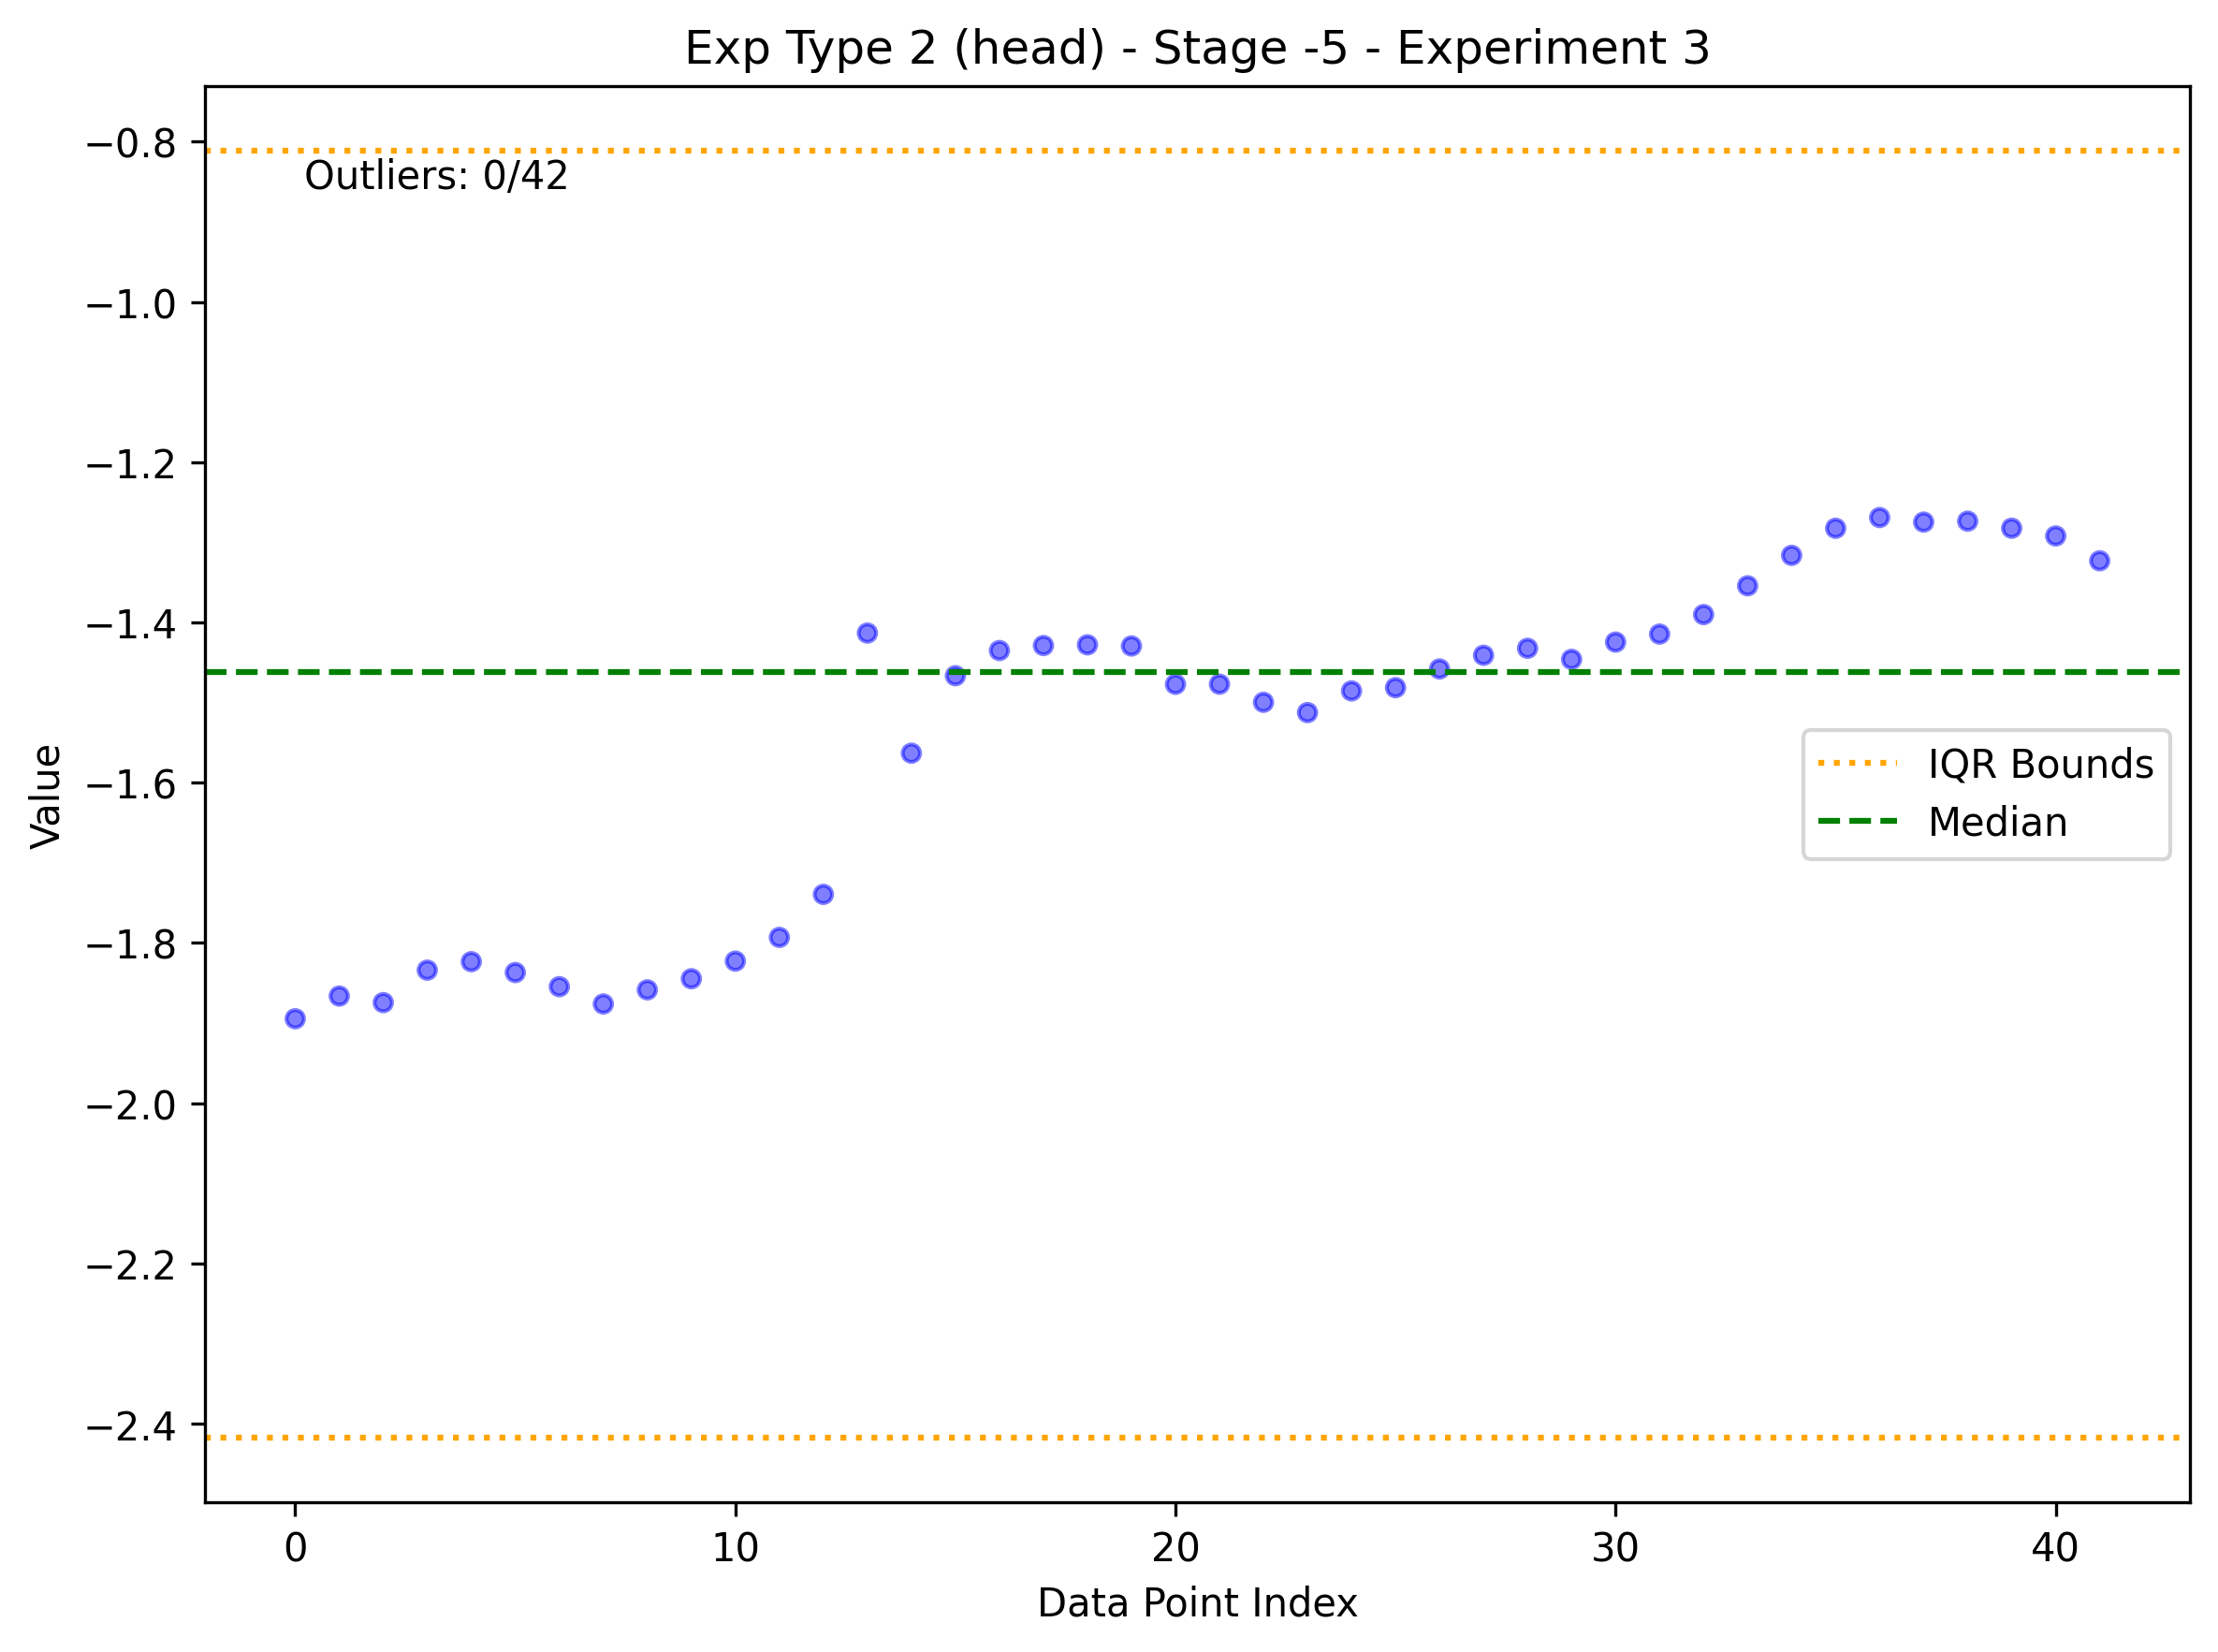 Exp Type 2 (head) - Stage -5 - Experiment 3
−0.8
Outliers: 0/42
−1.0
−1.2
−1.4
−1.6
−1.8
−2.0
−2.2
−2.4
Value
IQR Bounds
Median
0 10 20 30 40
Data Point Index